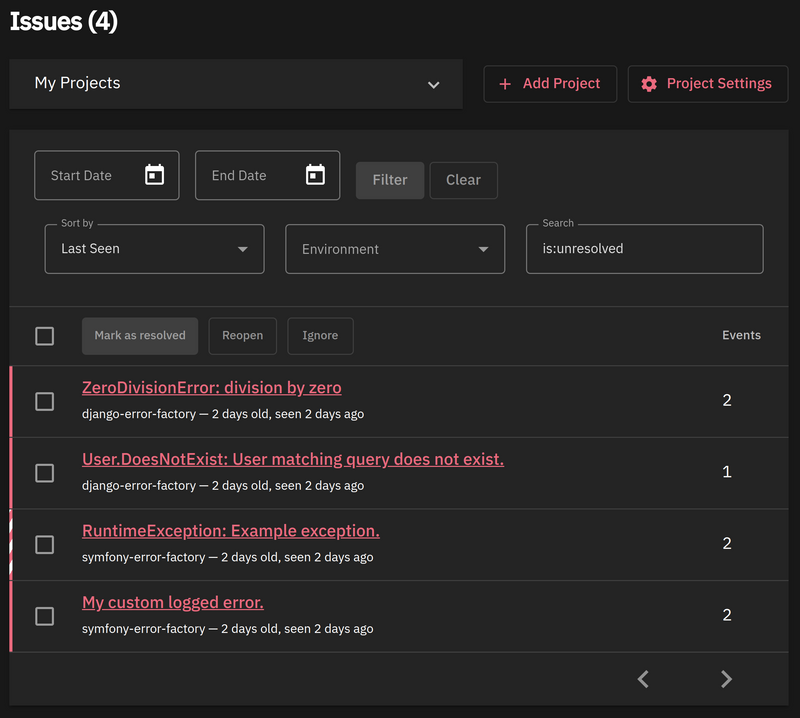 Issues (4)
My Projects
Add Project
Project Settings
Start Date
End Date
Filter
Clear
Sort by
Last Seen
Environment
Search
is:unresolved
Mark as resolved
Reopen
Ignore
Events
ZeroDivisionError: division by zero
2
django-error-factory — 2 days old, seen 2 days ago
User.DoesNotExist: User matching query does not exist.
1
django-error-factory — 2 days old, seen 2 days ago
RuntimeException: Example exception.
2
symfony-error-factory — 2 days old, seen 2 days ago
My custom logged error.
2
symfony-error-factory — 2 days old, seen 2 days ago